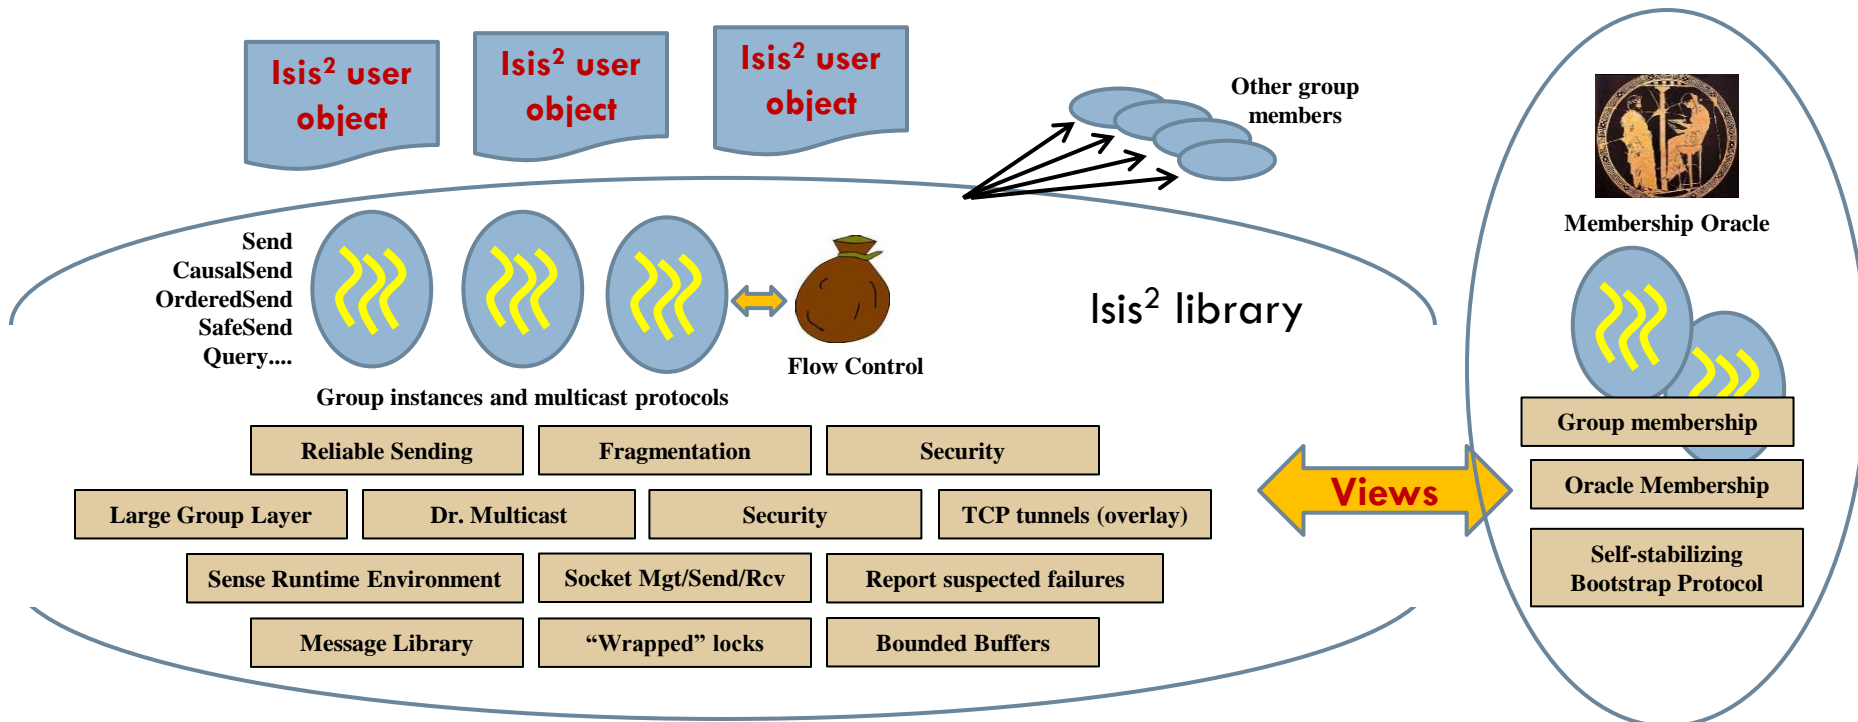 Isis² user
object
Isis² user
object
Isis² user
object
Other group
members
Membership Oracle
Send
CausalSend
OrderedSend
SafeSend
Query....
Flow Control
Isis² library
Group instances and multicast protocols
Reliable Sending
Fragmentation
Security
Large Group Layer
Dr. Multicast
Security
TCP tunnels (overlay)
Sense Runtime Environment
Socket Mgt/Send/Rcv
Report suspected failures
Message Library
“Wrapped” locks
Bounded Buffers
Views
Group membership
Oracle Membership
Self-stabilizing
Bootstrap Protocol